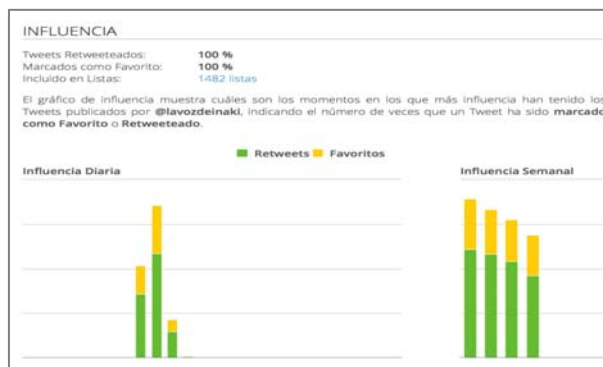 INFLUENCIA
Tweets Retweeteados: 100 %
Marcados como Favorito: 100 %
Incluido en Listas: 1482 listas
El gráfico de influencia muestra cuáles son los momentos en los que más influencia han tenido los
Tweets publicados por @lavozdeinaki, indicando el número de veces que un Tweet ha sido marcado
como Favorito o Retweeteado.
Retweets Favoritos
Influencia Diaria
Influencia Semanal